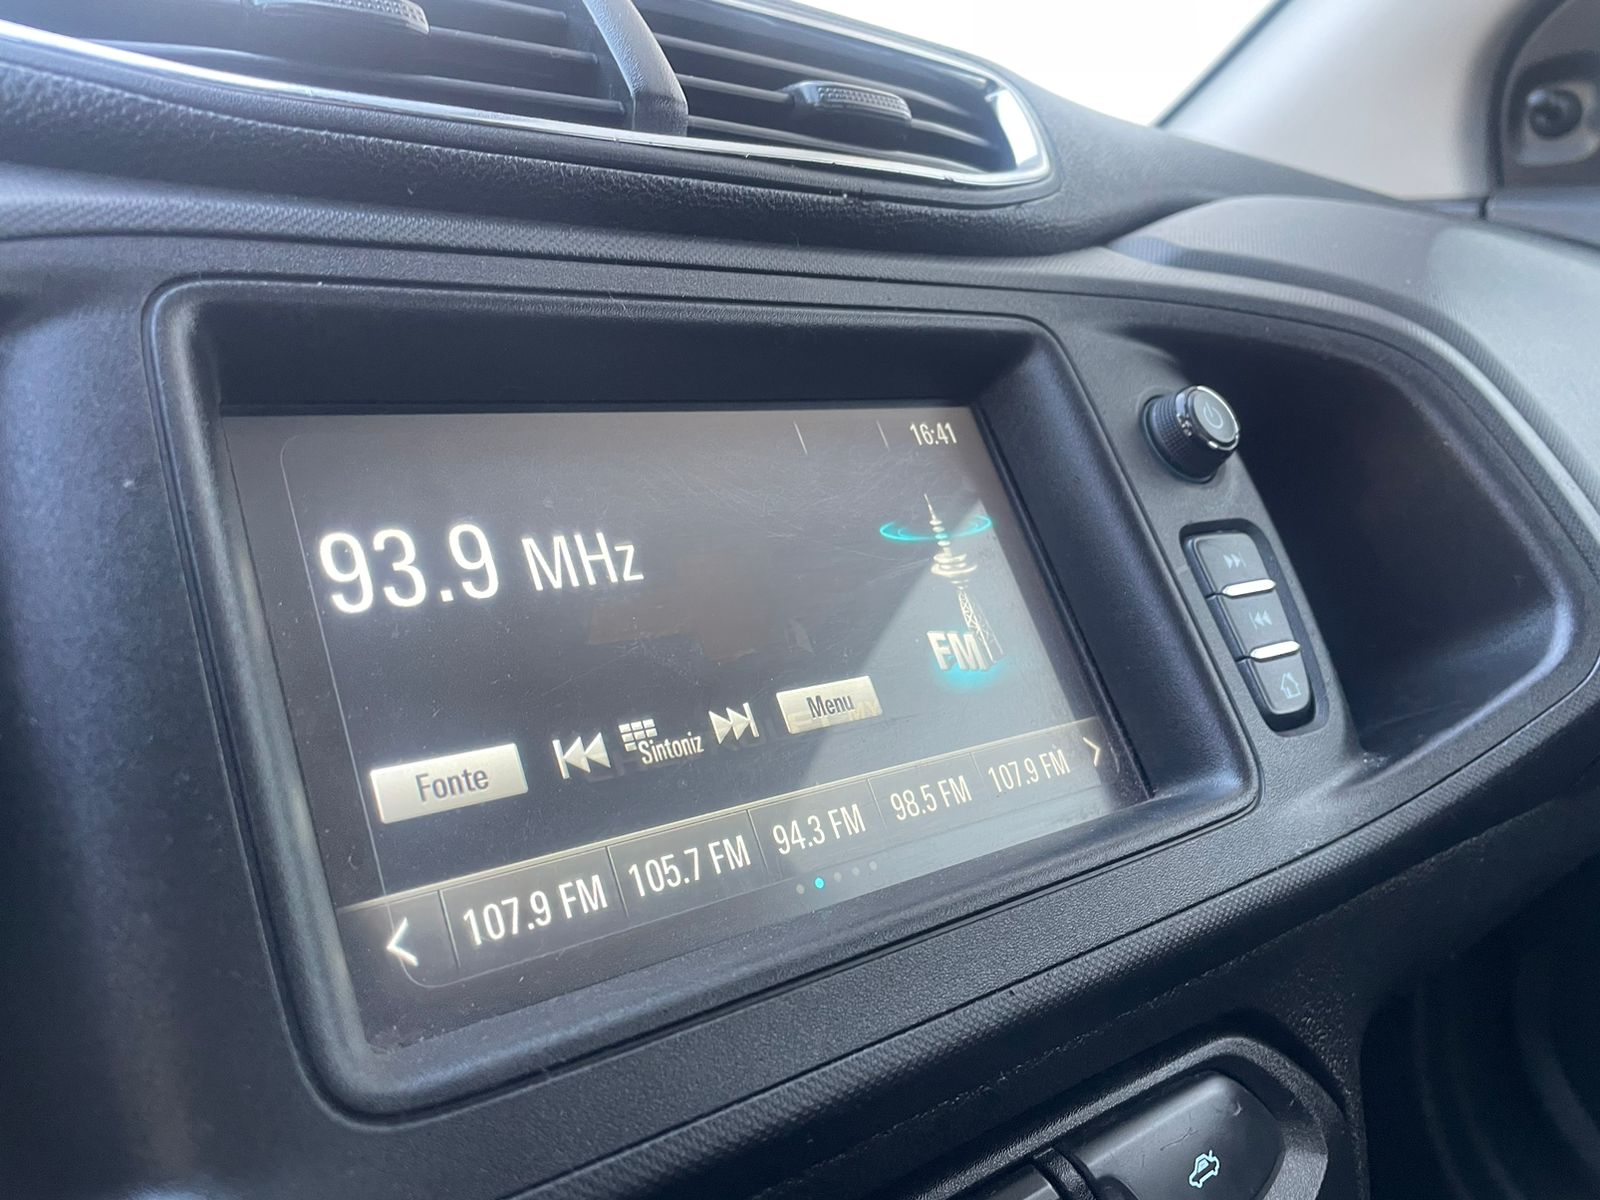 16:41
93.9 MHz
FM
Fonte
Sintoniz
Menu
107.9 FM
105.7 FM
94.3 FM
98.5 FM
107.9 FM